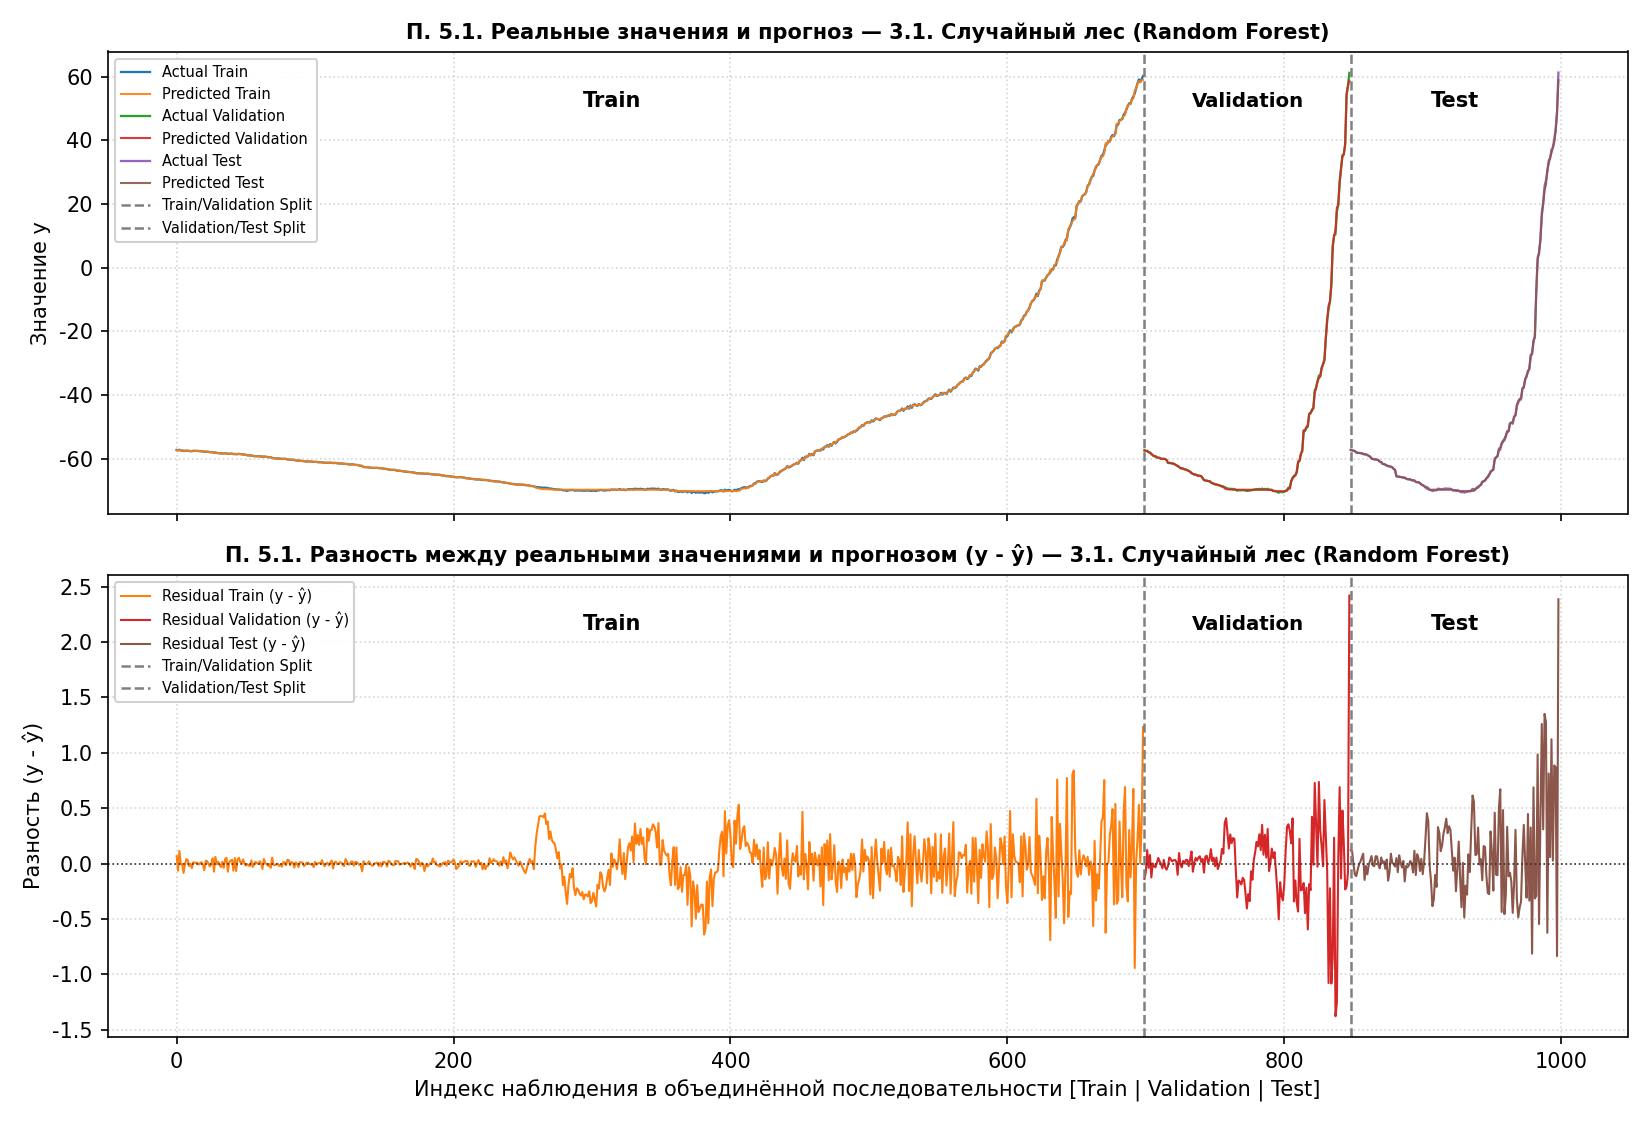 П. 5.1. Реальные значения и прогноз — 3.1. Случайный лес (Random Forest)
Значение y
60
40
20
0
-20
-40
-60
Actual Train
Predicted Train
Actual Validation
Predicted Validation
Actual Test
Predicted Test
Train/Validation Split
Validation/Test Split
Train
Validation
Test
П. 5.1. Разность между реальными значениями и прогнозом (y - ŷ) — 3.1. Случайный лес (Random Forest)
Разность (y - ŷ)
2.5
2.0
1.5
1.0
0.5
0.0
-0.5
-1.0
-1.5
Residual Train (y - ŷ)
Residual Validation (y - ŷ)
Residual Test (y - ŷ)
Train/Validation Split
Validation/Test Split
Train
Validation
Test
0
200
400
600
800
1000
Индекс наблюдения в объединённой последовательности [Train | Validation | Test]